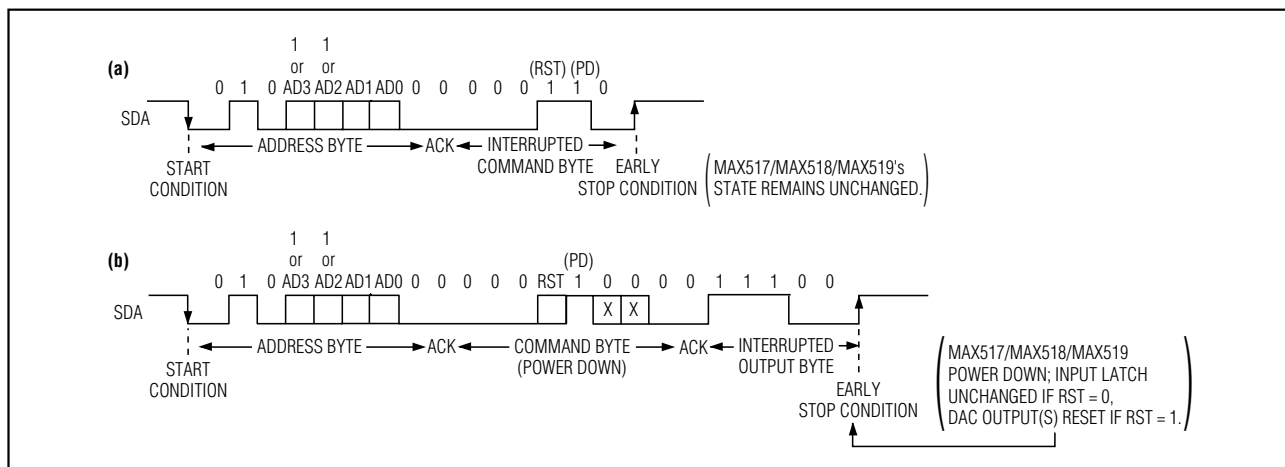 (a)
1 1
or or (RST) (PD)
0 1 0 AD3 AD2 AD1 AD0 0 0 0 0 0 1 1 0
SDA
ADDRESS BYTE ACK INTERRUPTED
COMMAND BYTE
START
CONDITION
EARLY
STOP CONDITION
(MAX517/MAX518/MAX519's
STATE REMAINS UNCHANGED.)
(b)
1 1
or or (PD)
0 1 0 AD3 AD2 AD1 AD0 0 0 0 0 0 RST 1 0 0 0 0 1 1 1 0 0
SDA
X X
ADDRESS BYTE ACK COMMAND BYTE
(POWER DOWN)
ACK INTERRUPTED
OUTPUT BYTE
START
CONDITION
EARLY
STOP CONDITION
(MAX517/MAX518/MAX519
POWER DOWN; INPUT LATCH
UNCHANGED IF RST = 0,
DAC OUTPUT(S) RESET IF RST = 1.)